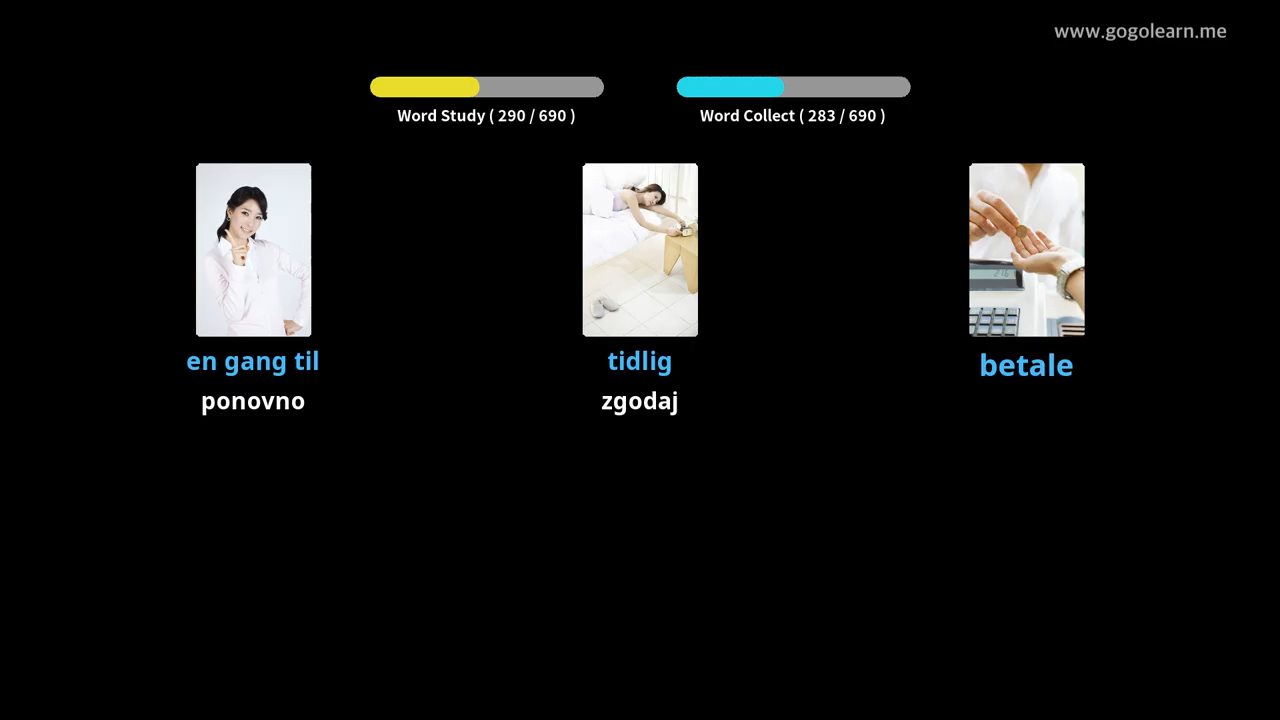 www.gogolearn.me
Word Study ( 290 / 690 )
Word Collect ( 283 / 690 )
en gang til
ponovno
tidlig
zgodaj
betale